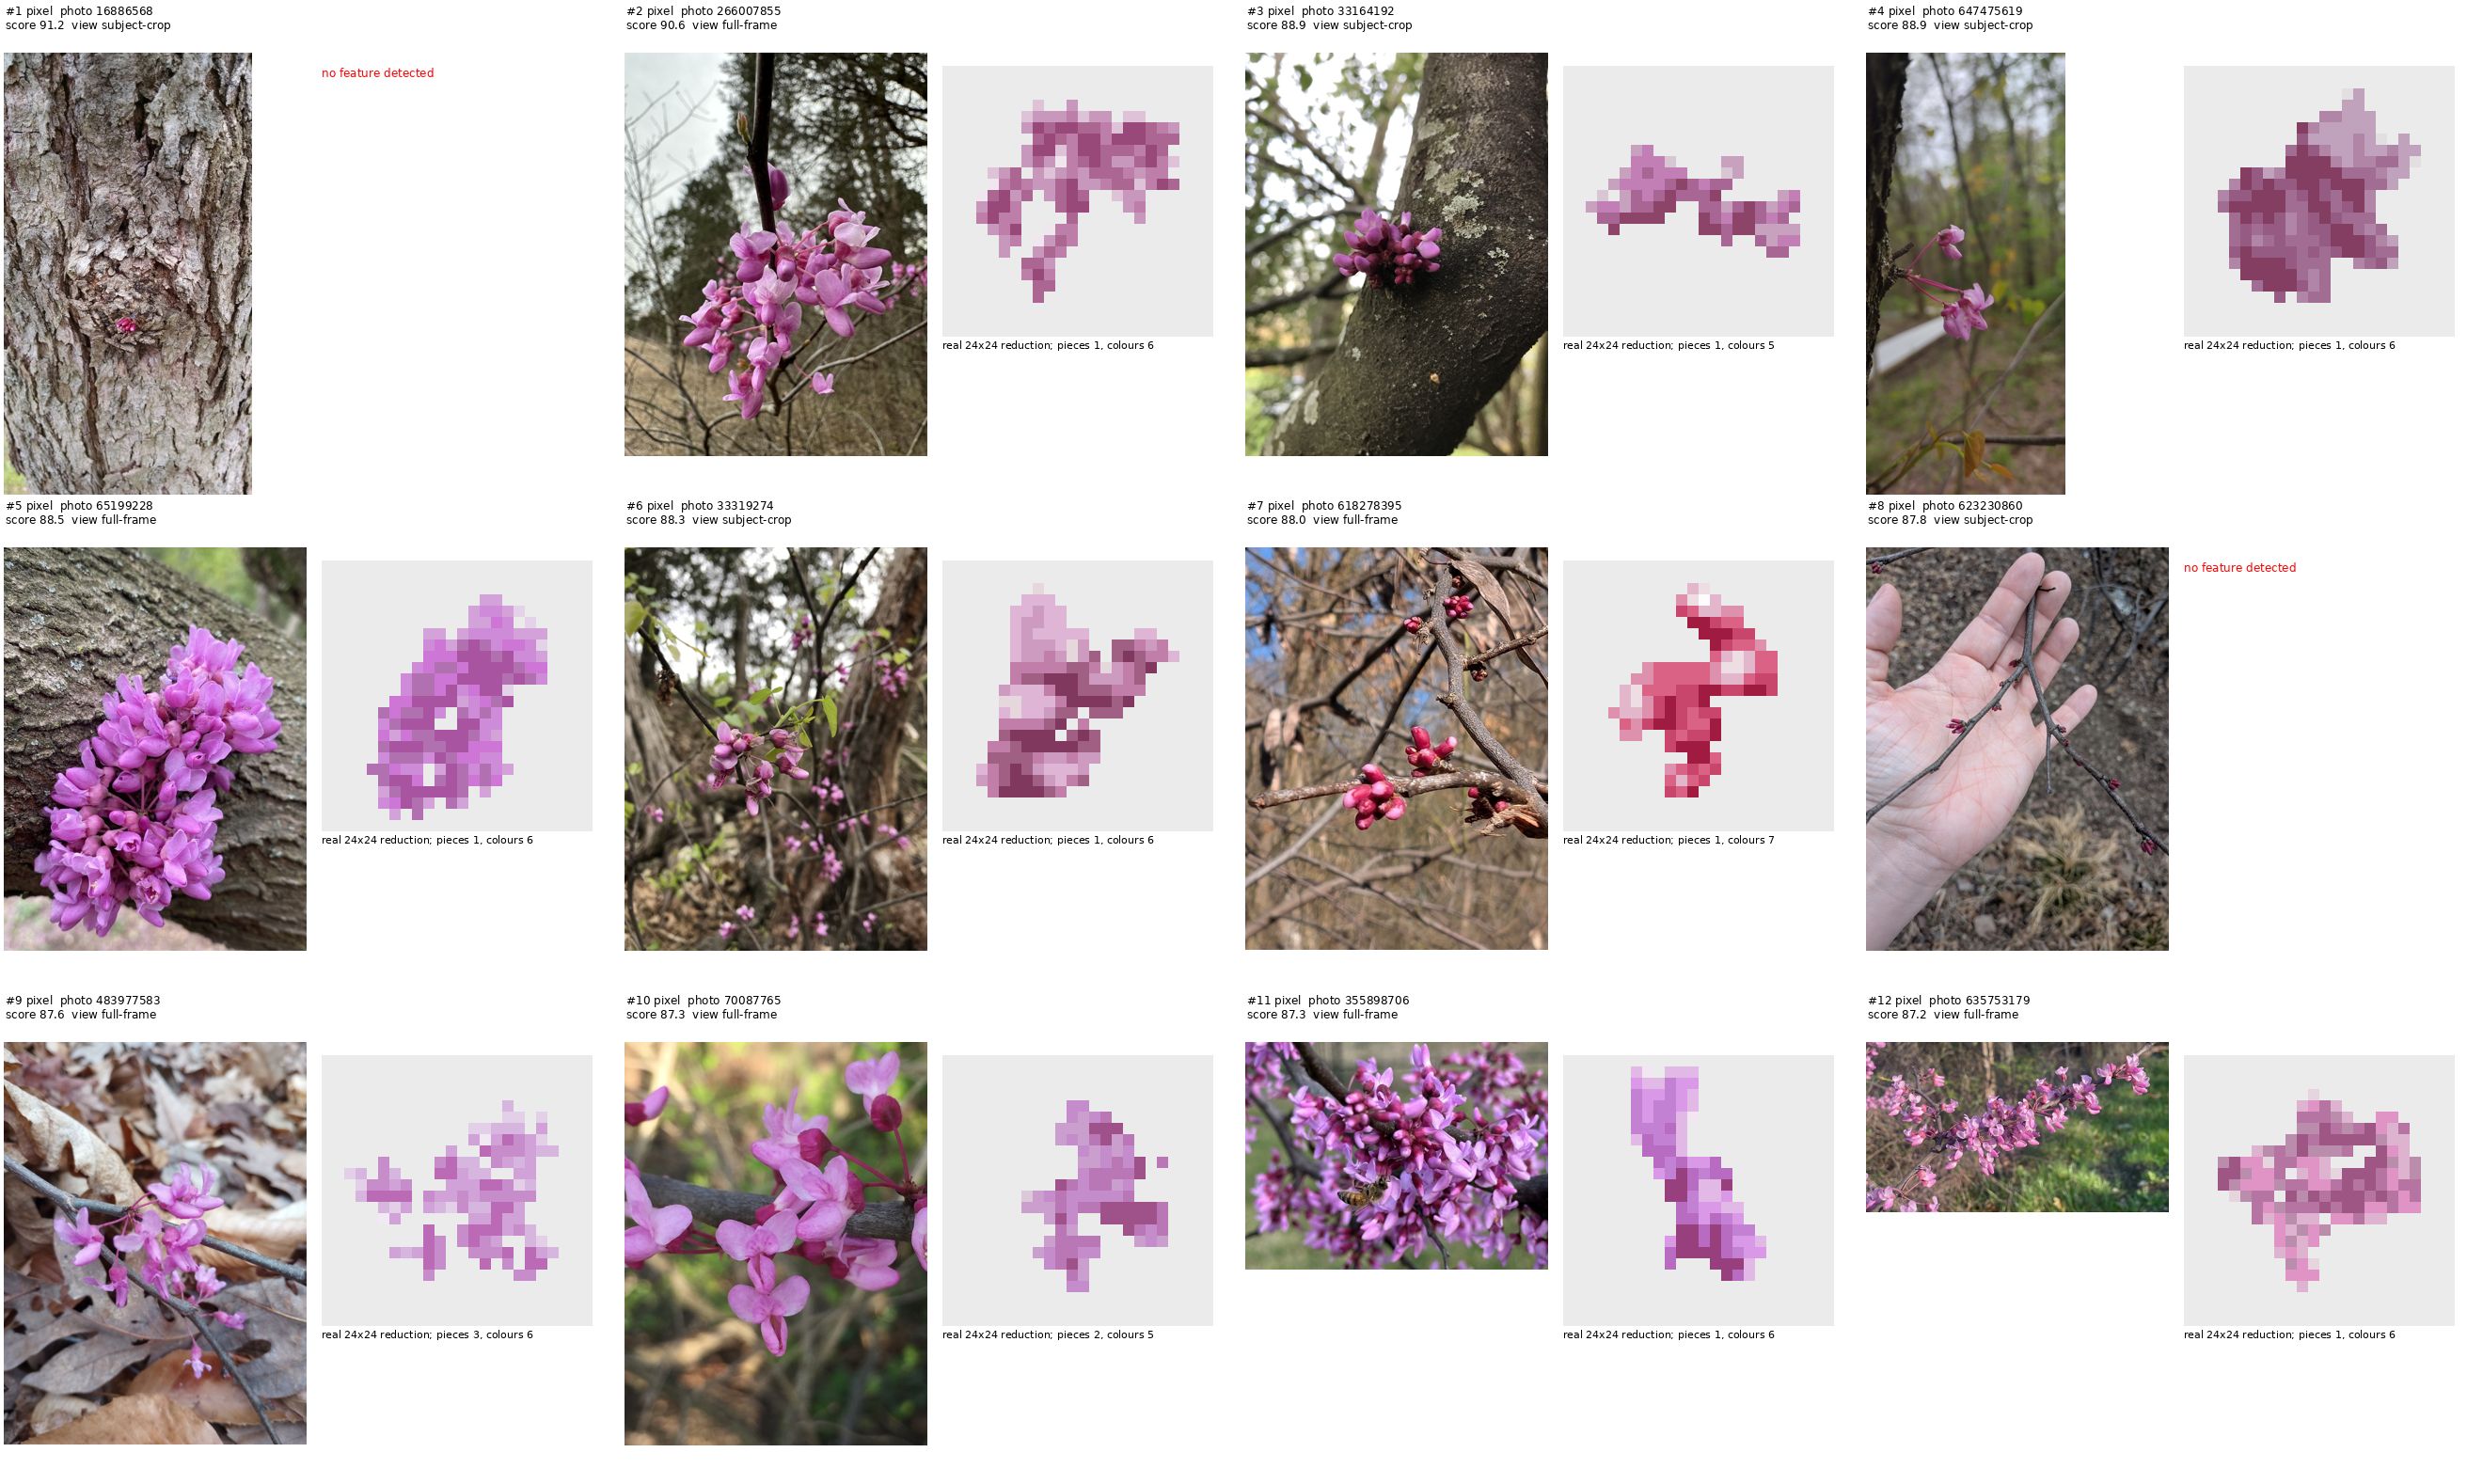 #1 pixel photo 16886568
score 91.2 view subject-crop
no feature detected
#2 pixel photo 266007855
score 90.6 view full-frame
real 24x24 reduction; pieces 1, colours 6
#3 pixel photo 33164192
score 88.9 view subject-crop
real 24x24 reduction; pieces 1, colours 5
#4 pixel photo 647475619
score 88.9 view subject-crop
real 24x24 reduction; pieces 1, colours 6
#5 pixel photo 65199228
score 88.5 view full-frame
real 24x24 reduction; pieces 1, colours 6
#6 pixel photo 33319274
score 88.3 view subject-crop
real 24x24 reduction; pieces 1, colours 6
#7 pixel photo 618278395
score 88.0 view full-frame
real 24x24 reduction; pieces 1, colours 7
#8 pixel photo 623230860
score 87.8 view subject-crop
no feature detected
#9 pixel photo 483977583
score 87.6 view full-frame
real 24x24 reduction; pieces 3, colours 6
#10 pixel photo 70087765
score 87.3 view full-frame
real 24x24 reduction; pieces 2, colours 5
#11 pixel photo 355898706
score 87.3 view full-frame
real 24x24 reduction; pieces 1, colours 6
#12 pixel photo 635753179
score 87.2 view full-frame
real 24x24 reduction; pieces 1, colours 6